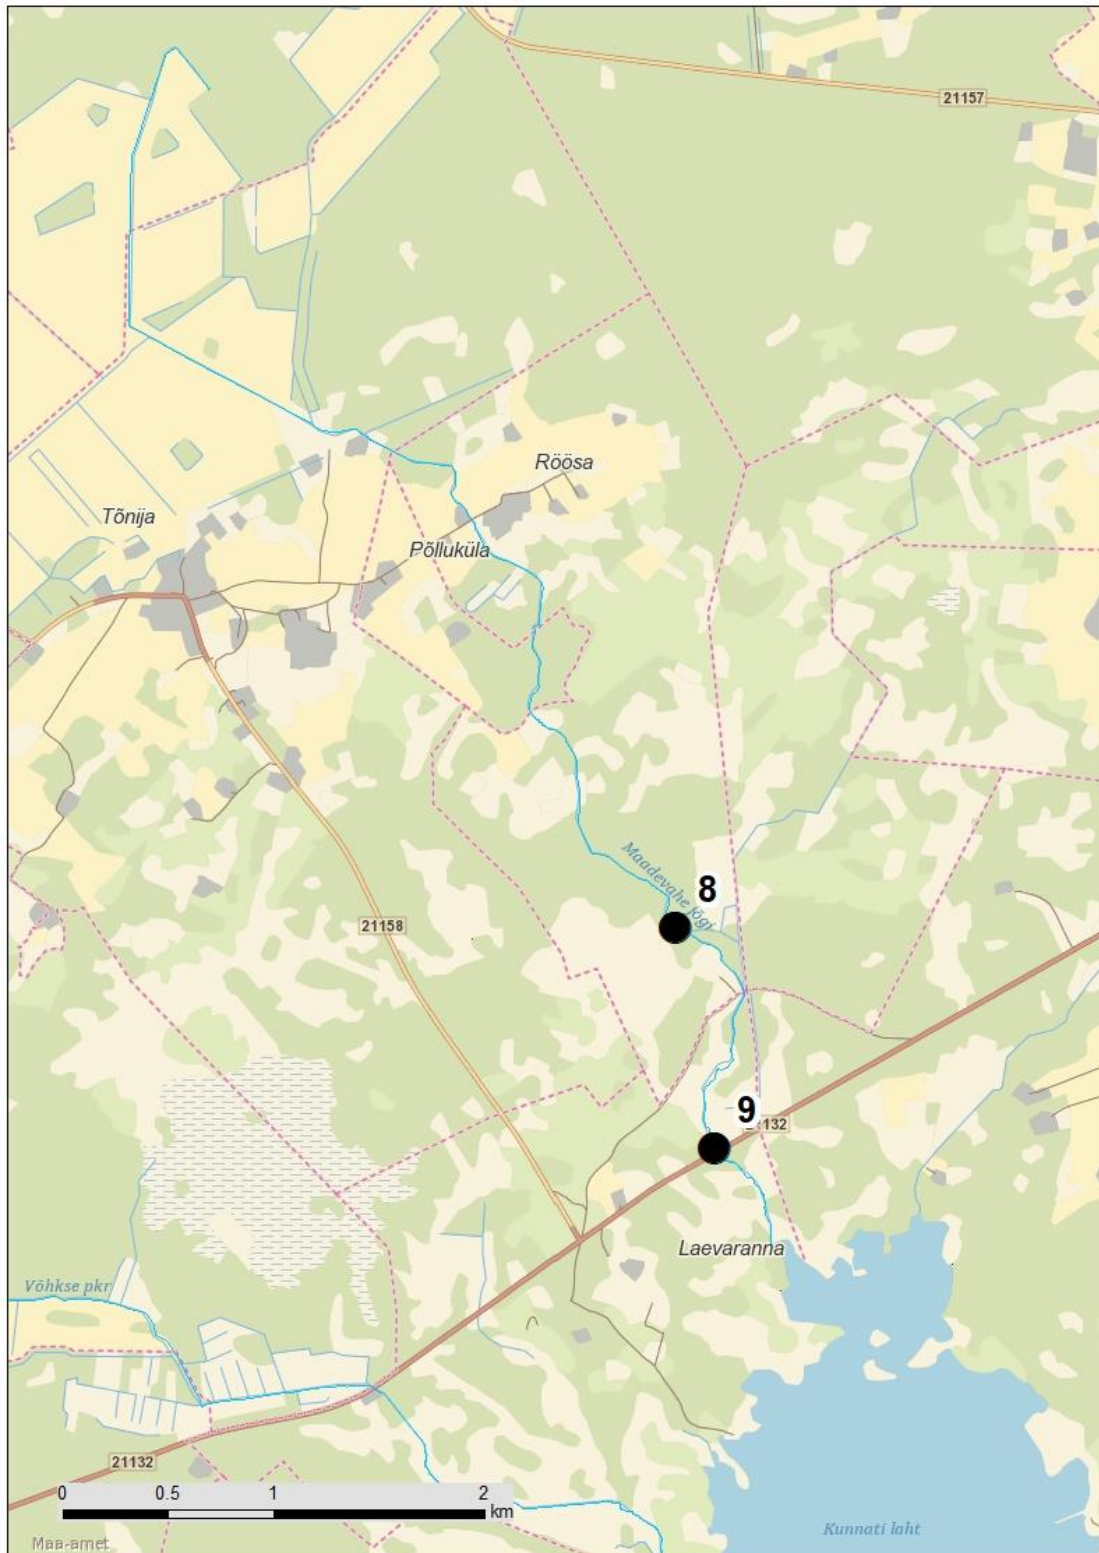 21157
Röösa
Tõnija
Põlluküla
Maadevahe jõgi
8
21158
9
21132
Laevaranna
Võhkse pkr
21132
0 0.5 1 2
km
Kunnati laht
Maa-amet